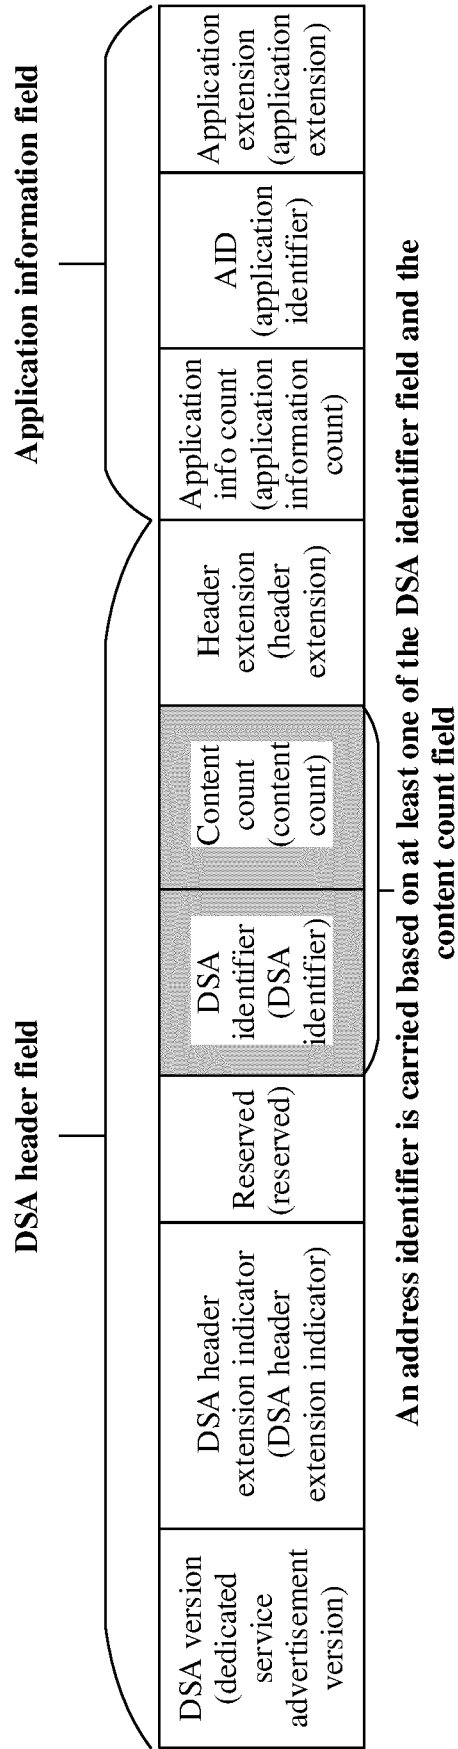 DSA header field
Application information field
DSA version
(dedicated
service
advertisement
version)
DSA header
extension indicator
(DSA header
extension indicator)
Reserved
(reserved)
DSA
identifier
(DSA
identifier)
Content
count
(content
count)
Header
extension
(header
extension)
Application
info count
(application
information
count)
AID
(application
identifier)
Application
extension
(application
extension)
An address identifier is carried based on at least one of the DSA identifier field and the
content count field